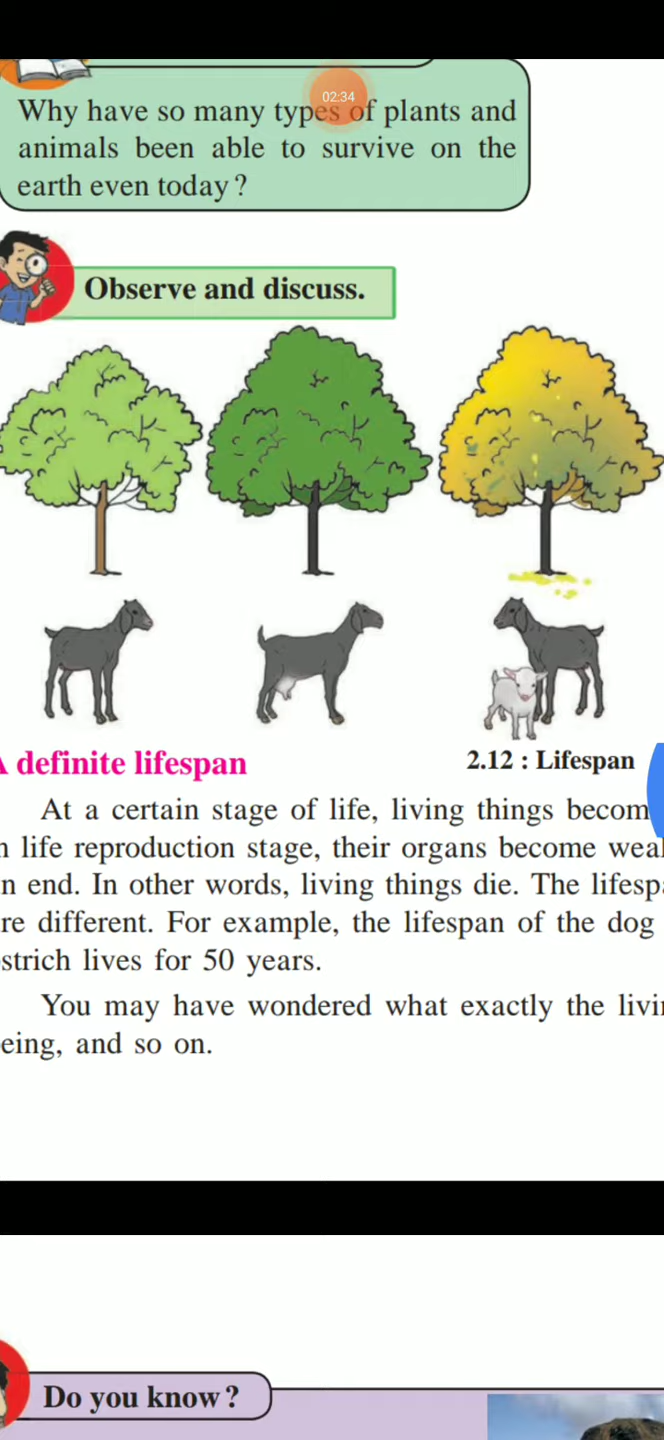 02:34
Why have so many types of plants and
animals been able to survive on the
earth even today?
Observe and discuss.
A definite lifespan
2.12 : Lifespan
At a certain stage of life, living things becom
n life reproduction stage, their organs become weak
n end. In other words, living things die. The lifespa
re different. For example, the lifespan of the dog
strich lives for 50 years.
You may have wondered what exactly the livi
eing, and so on.
Do you know?